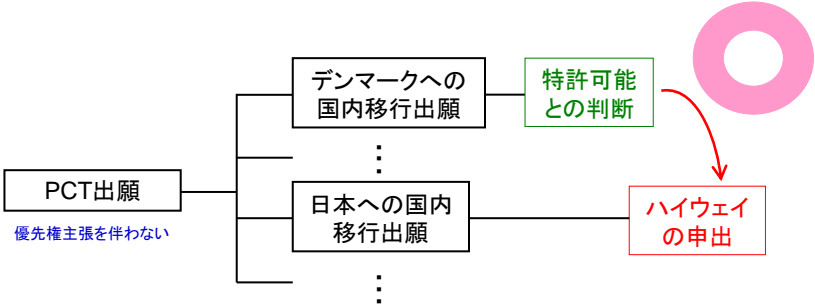 デンマークへの
国内移行出願
特許可能
との判断
PCT出願
優先権主張を伴わない
日本への国内
移行出願
ハイウェイ
の申出